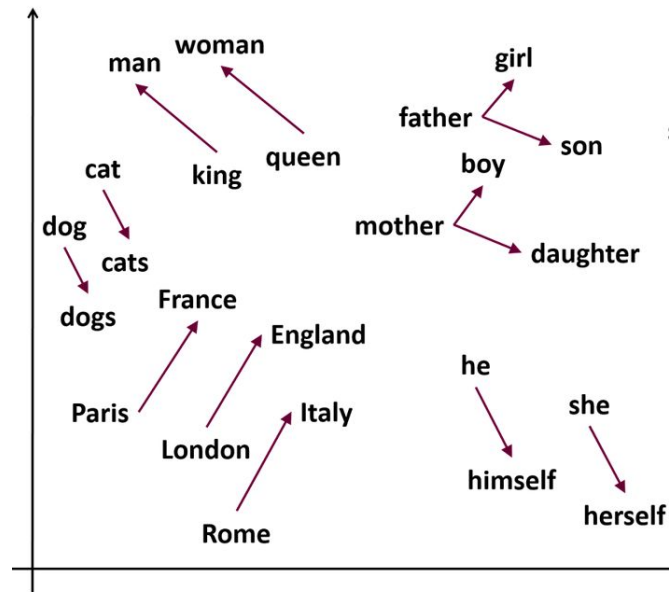 woman
man
girl
father
son
queen
boy
cat
king
mother
dog
daughter
cats
France
dogs
England
he
Paris
Italy
she
London
himself
herself
Rome